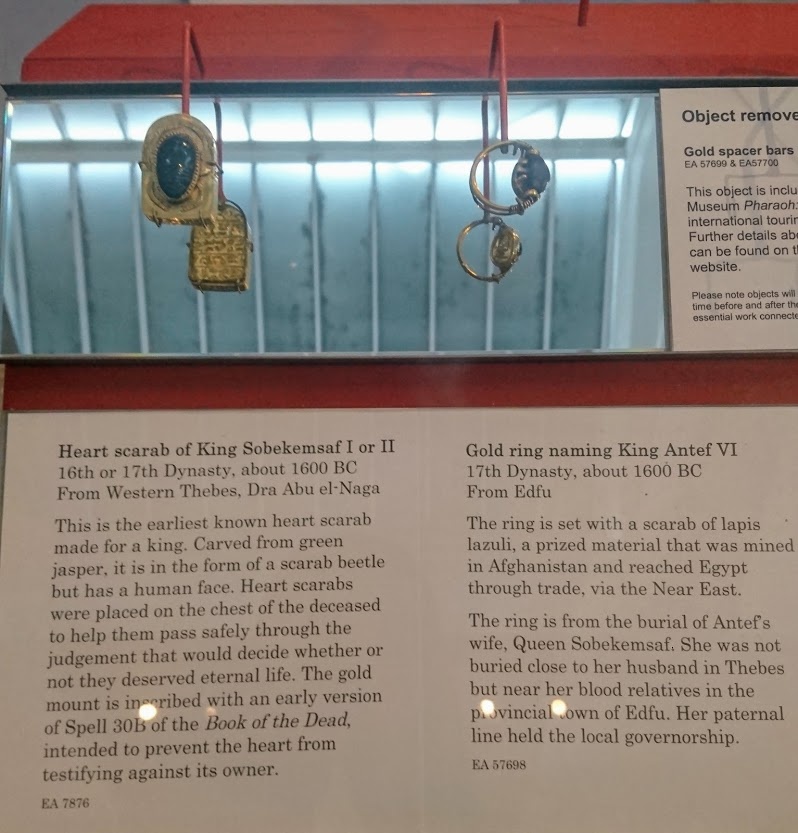 Object remove
Gold spacer bars
EA 57699 & EA57700
This object is inclu
Museum Pharaoh:
international tourin
Further details abo
can be found on t
website.
Please note objects will
time before and after the
essential work connecte
Heart scarab of King Sobekemsaf I or II
16th or 17th Dynasty, about 1600 BC
From Western Thebes, Dra Abu el-Naga
This is the earliest known heart scarab
made for a king. Carved from green
jasper, it is in the form of a scarab beetle
but has a human face. Heart scarabs
were placed on the chest of the deceased
to help them pass safely through the
judgement that would decide whether or
not they deserved eternal life. The gold
mount is inscribed with an early version
of Spell 30B of the Book of the Dead,
intended to prevent the heart from
testifying against its owner.
EA 7876
Gold ring naming King Antef VI
17th Dynasty, about 1600 BC
From Edfu
The ring is set with a scarab of lapis
lazuli, a prized material that was mined
in Afghanistan and reached Egypt
through trade, via the Near East.
The ring is from the burial of Antef's
wife, Queen Sobekemsaf. She was not
buried close to her husband in Thebes
but near her blood relatives in the
provincial town of Edfu. Her paternal
line held the local governorship.
EA 57698